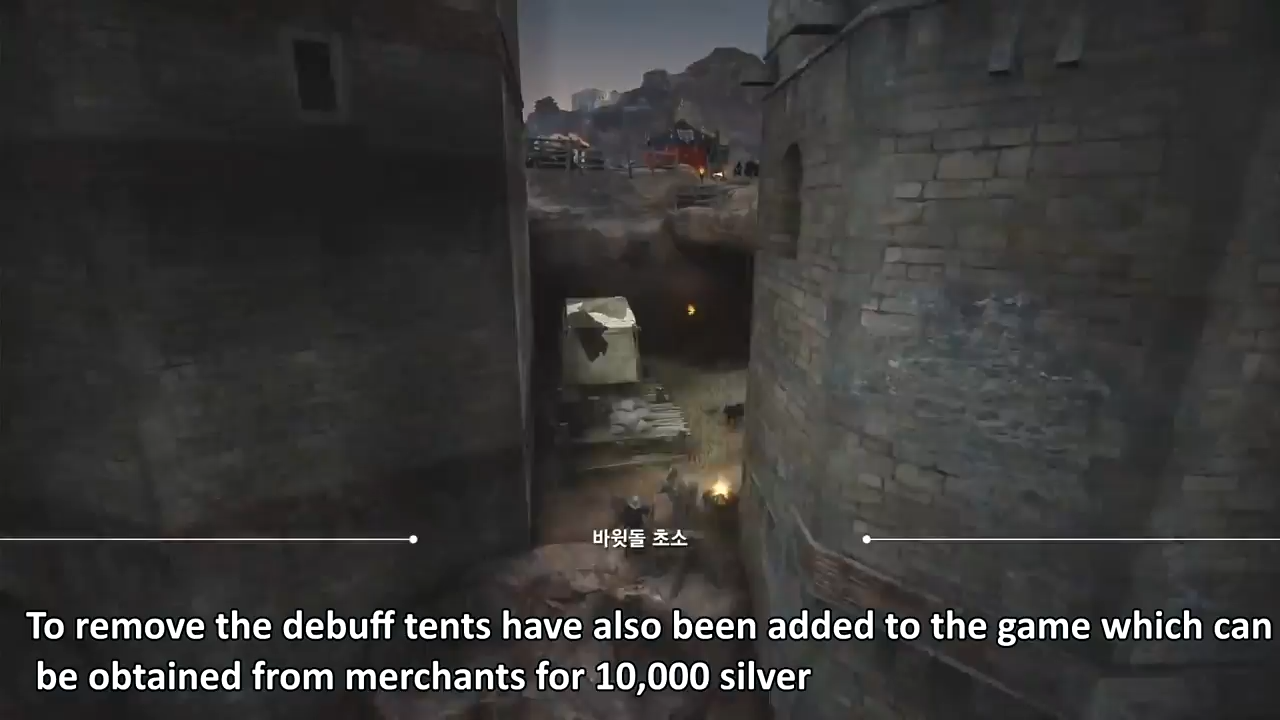 바윗돌 초소
To remove the debuff tents have also been added to the game which can
be obtained from merchants for 10,000 silver